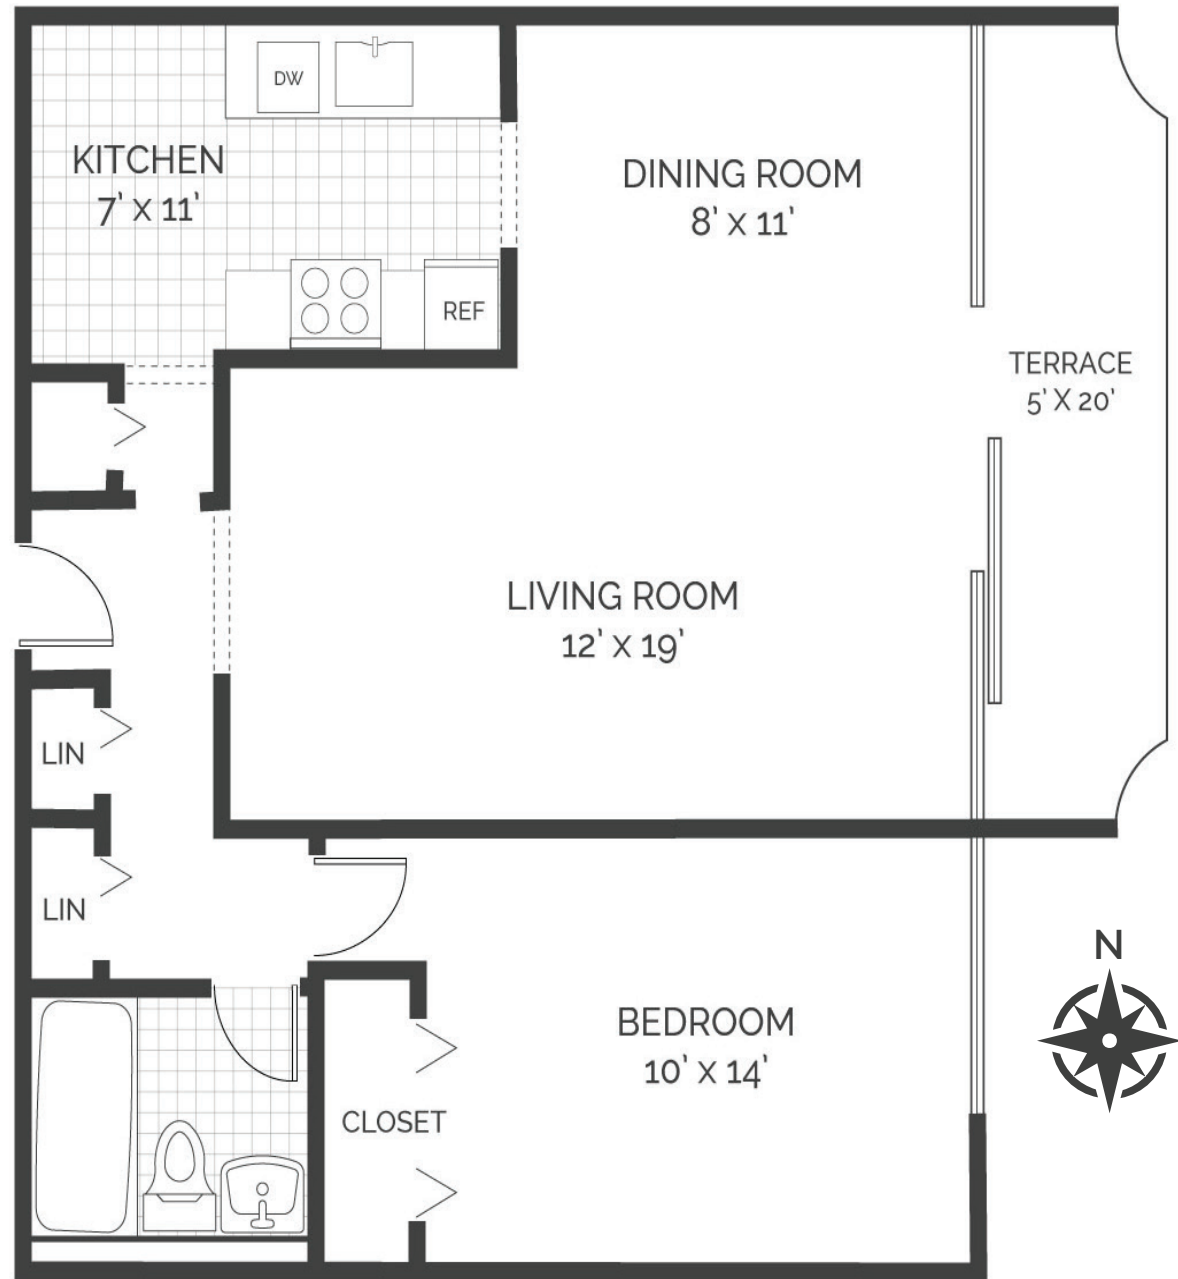 DW
KITCHEN
7' X 11'
DINING ROOM
8' X 11'
REF
TERRACE
5' X 20'
LIVING ROOM
12' X 19'
LIN
LIN
N
BEDROOM
10' X 14'
CLOSET